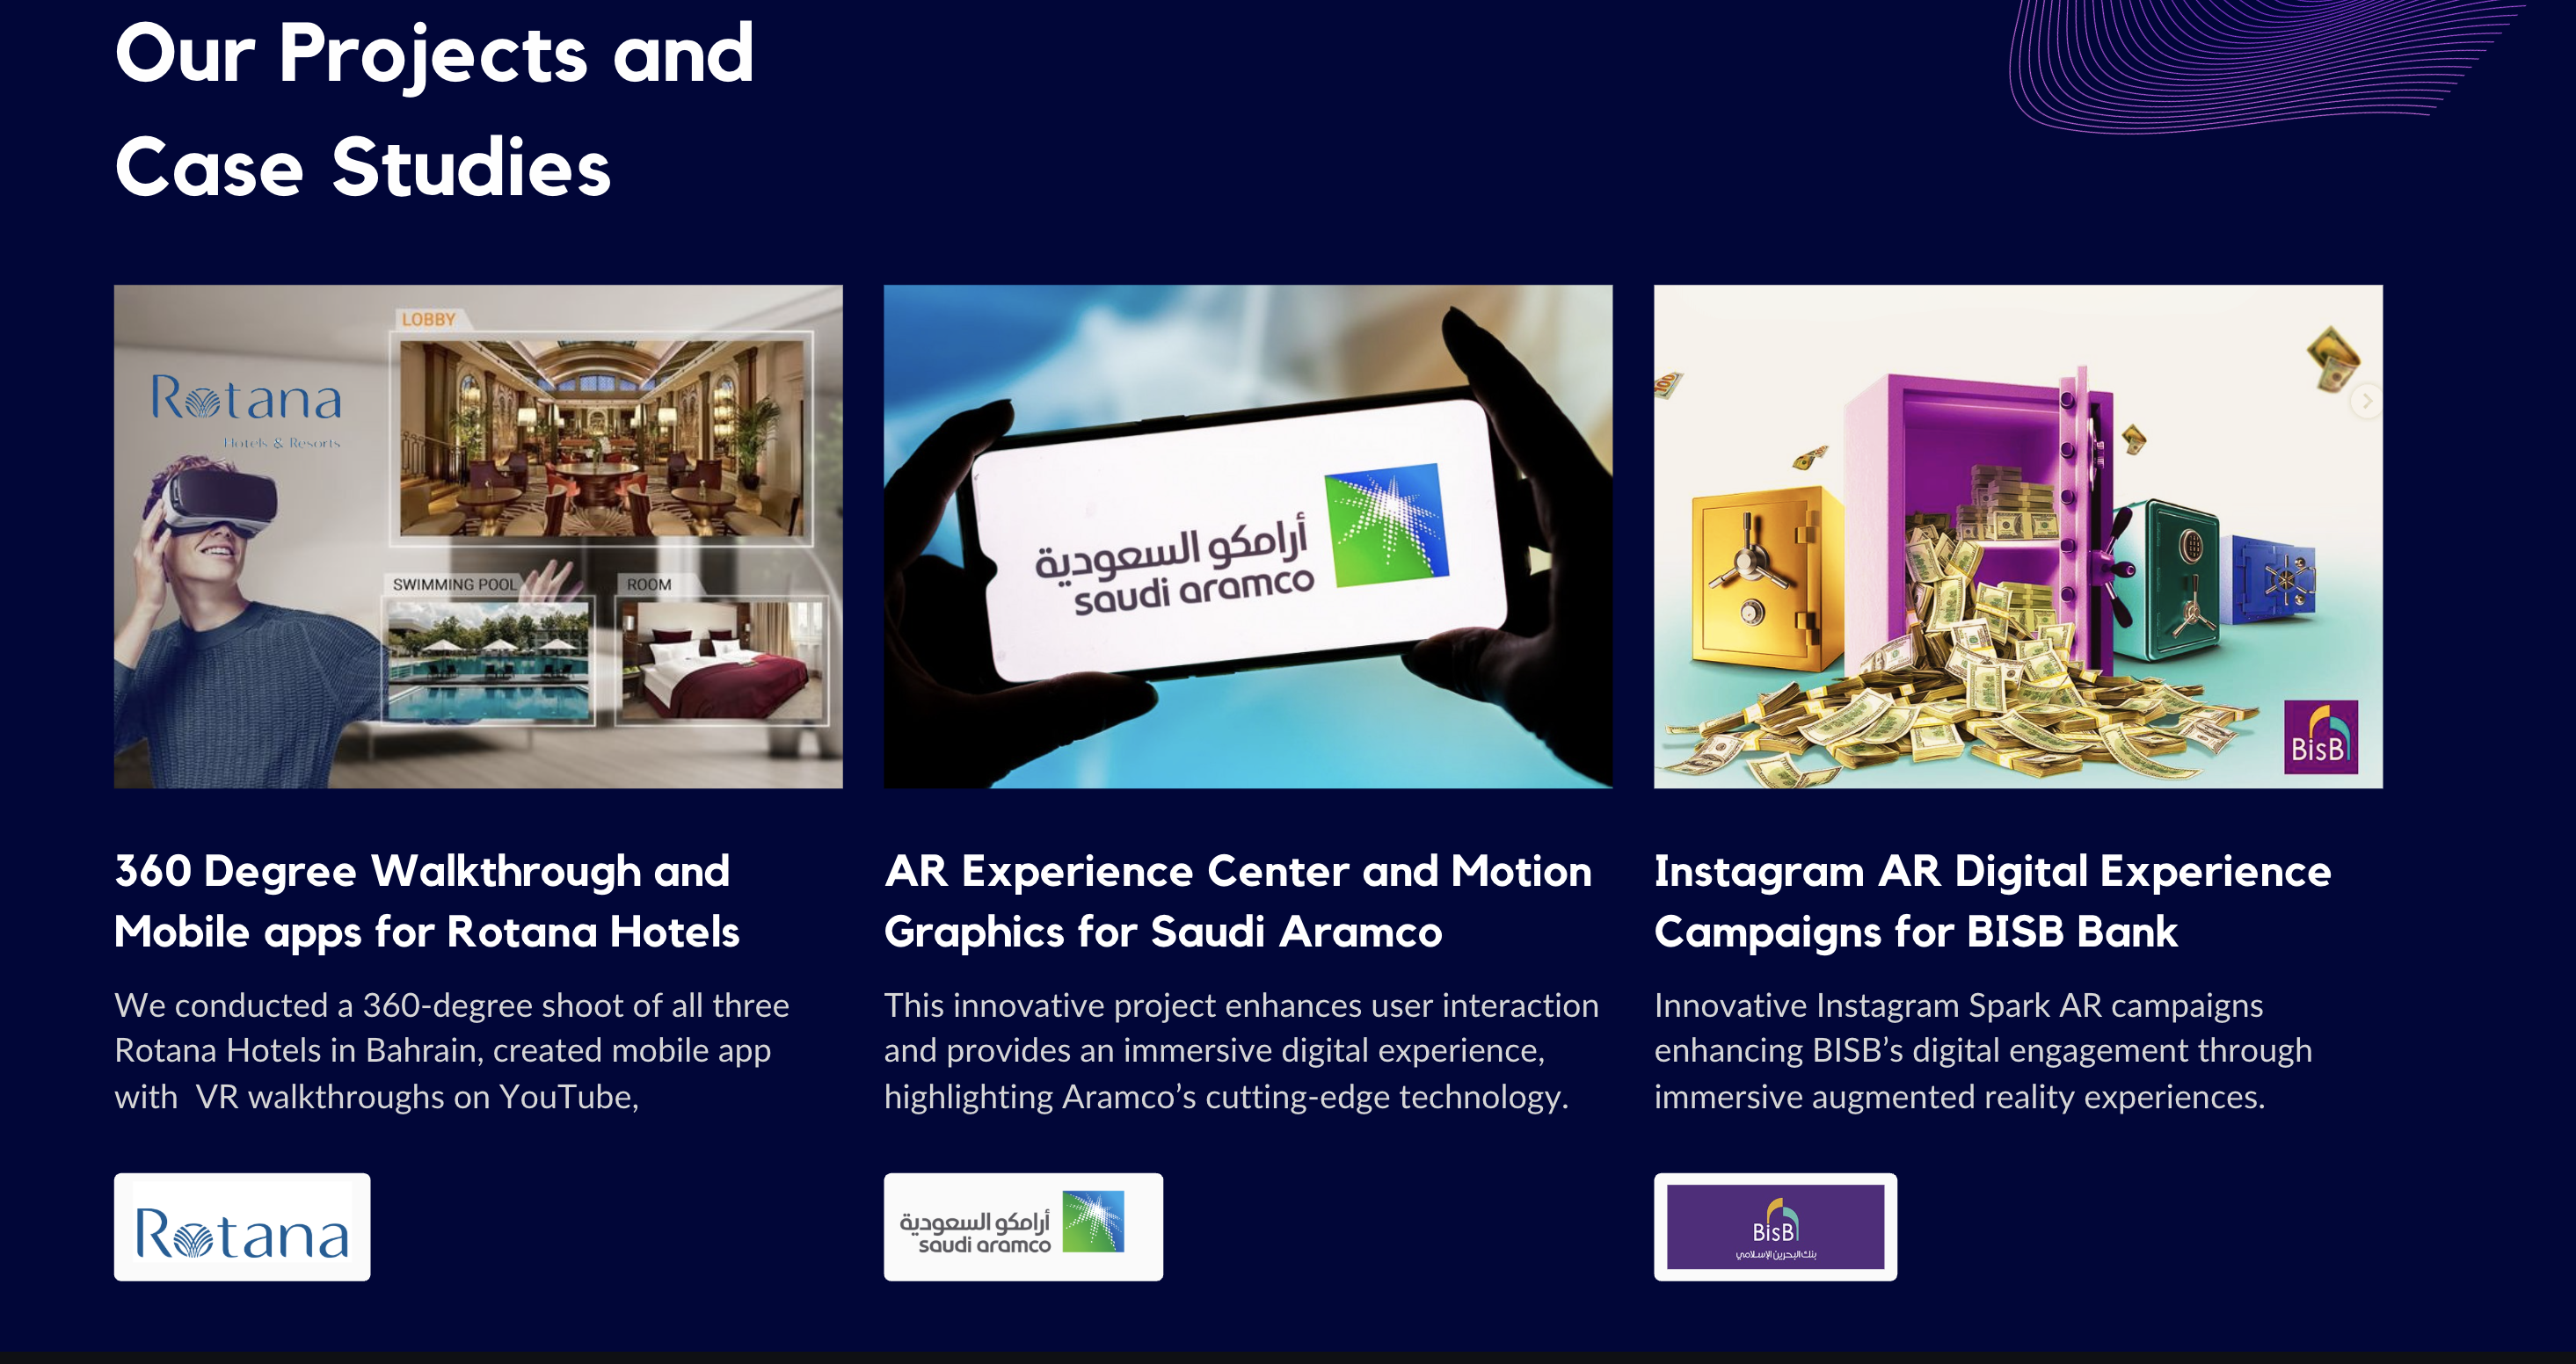 Our Projects and
Case Studies
Rotana
Hotels & Resorts
LOBBY
SWIMMING POOL
ROOM
أرامكو السعودية
saudi aramco
100
BisB
360 Degree Walkthrough and
Mobile apps for Rotana Hotels
We conducted a 360-degree shoot of all three
Rotana Hotels in Bahrain, created mobile app
with  VR walkthroughs on YouTube,
Rotana
AR Experience Center and Motion
Graphics for Saudi Aramco
This innovative project enhances user interaction
and provides an immersive digital experience,
highlighting Aramco’s cutting-edge technology.
أرامكو السعودية
saudi aramco
Instagram AR Digital Experience
Campaigns for BISB Bank
Innovative Instagram Spark AR campaigns
enhancing BISB’s digital engagement through
immersive augmented reality experiences.
BisB
بنك البحرين الإسلامي